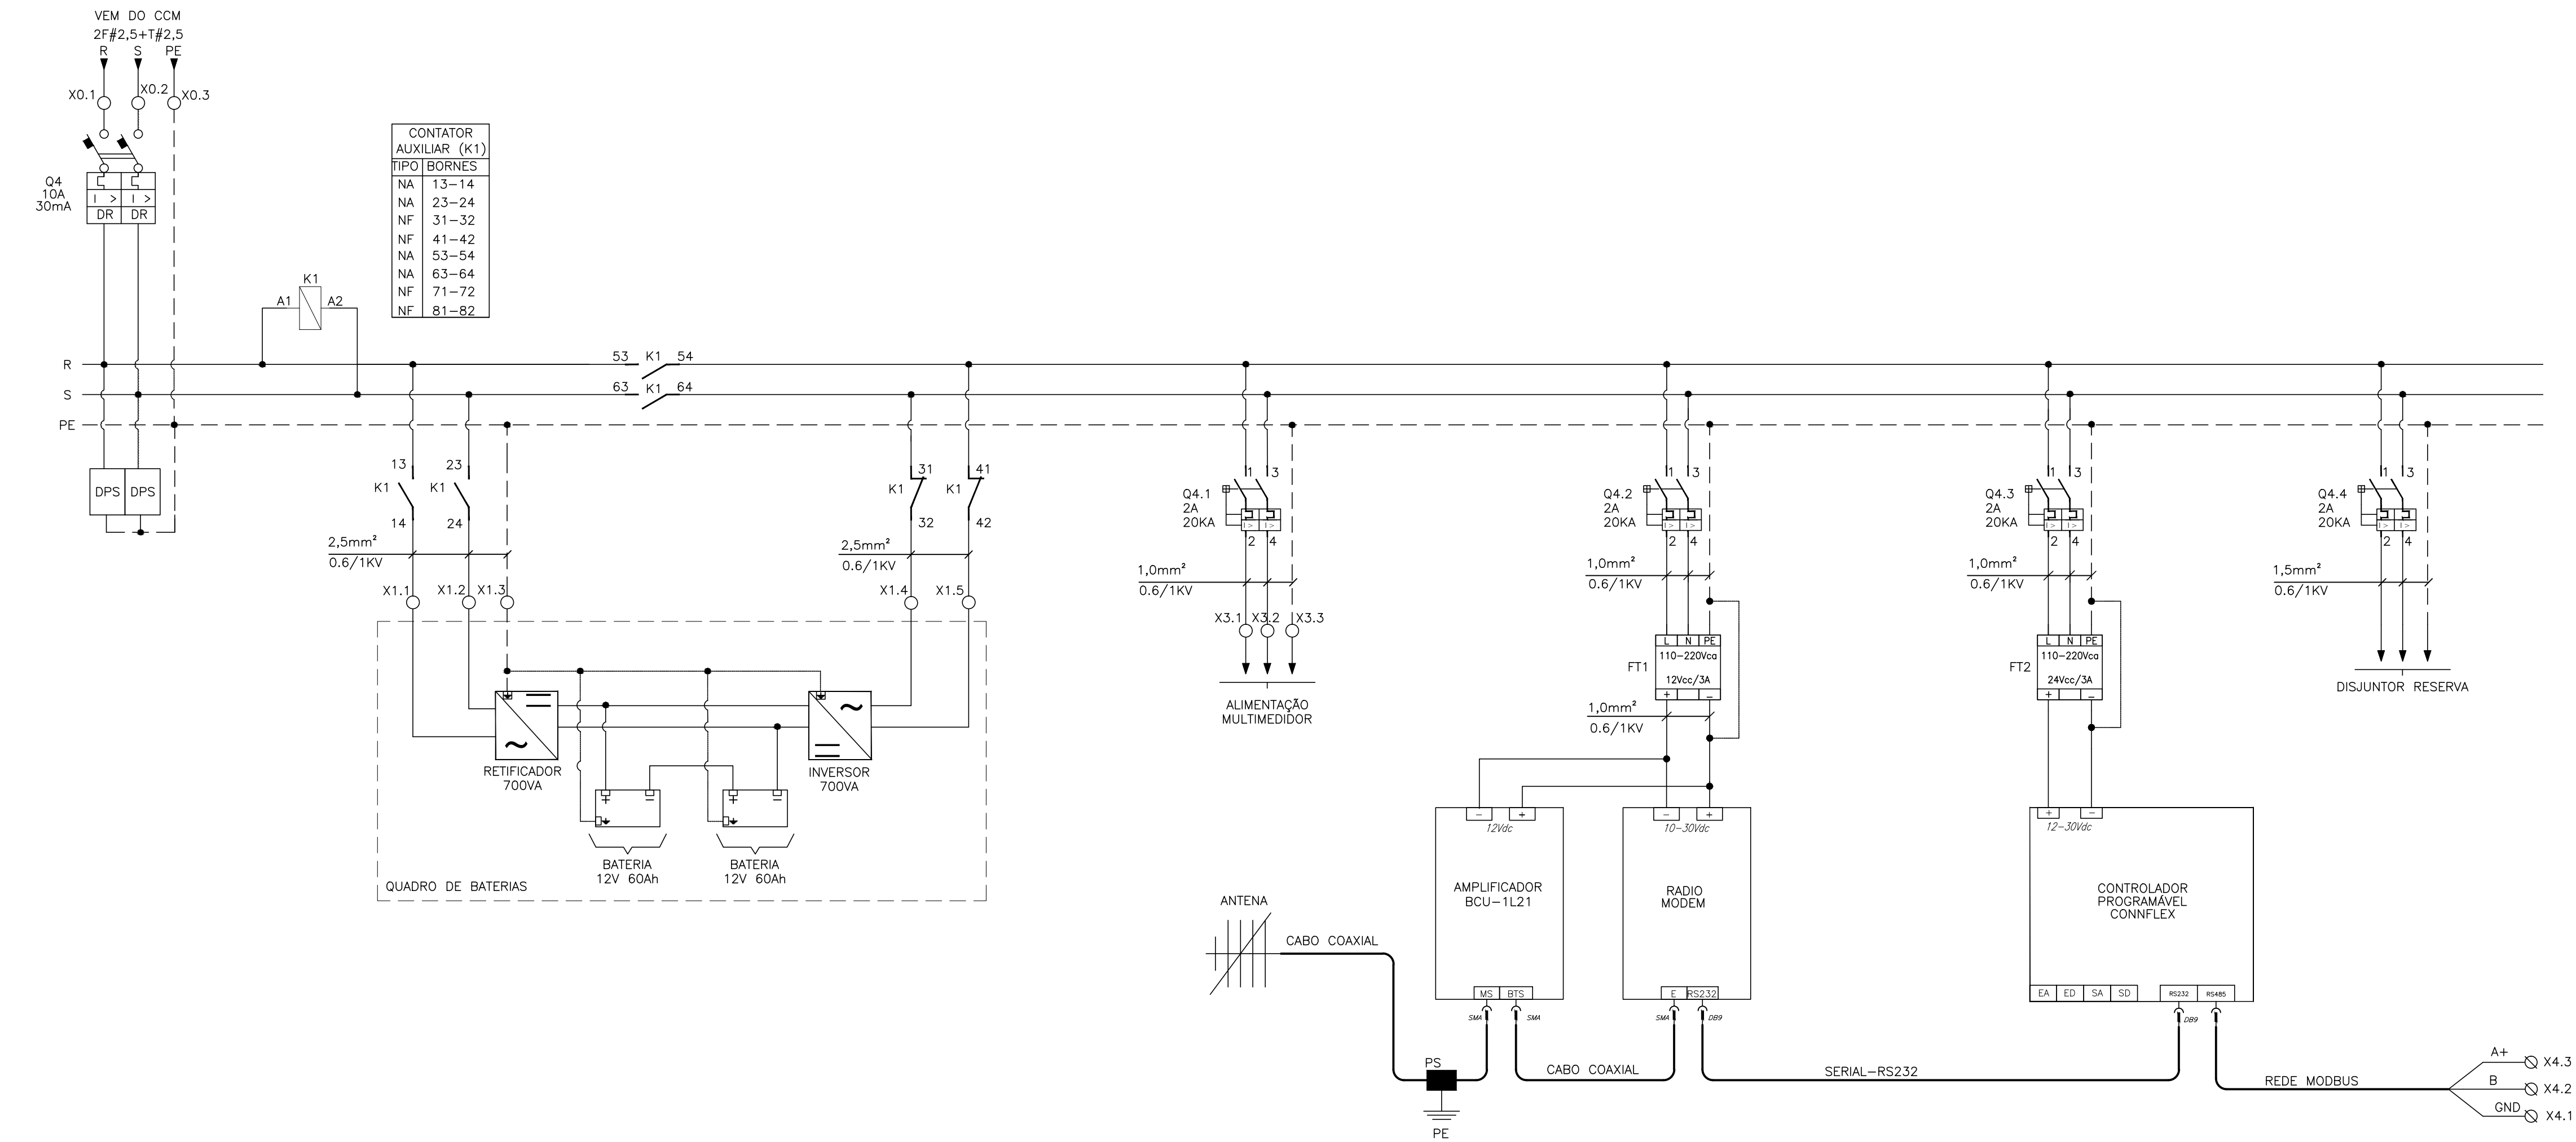 VEM DO CCM
2F#2,5+T#2,5
R S PE
X0.1 X0.2 X0.3
Q4
10A
30mA
I > I >
DR DR
CONTATOR
AUXILIAR (K1)
TIPO BORNES
NA 13-14
NA 23-24
NF 31-32
NF 41-42
NA 53-54
NA 63-64
NF 71-72
NF 81-82
K1
A1 A2
R
S
PE
53 K1 54
63 K1 64
DPS DPS
13 23
K1 K1
14 24
2,5mm²
0.6/1KV
X1.1 X1.2 X1.3
31 41
K1 K1
32 42
2,5mm²
0.6/1KV
X1.4 X1.5
RETIFICADOR
700VA
INVERSOR
700VA
+ − + −
BATERIA
12V 60Ah
BATERIA
12V 60Ah
QUADRO DE BATERIAS
1 3
Q4.1
2A
20KA
I > I >
2 4
1,0mm²
0.6/1KV
X3.1 X3.2 X3.3
ALIMENTAÇÃO
MULTIMEDIDOR
1 3
Q4.2
2A
20KA
I > I >
2 4
1,0mm²
0.6/1KV
L N PE
110-220Vca
FT1
12Vcc/3A
+ −
1,0mm²
0.6/1KV
1 3
Q4.3
2A
20KA
I > I >
2 4
1,0mm²
0.6/1KV
L N PE
110-220Vca
FT2
24Vcc/3A
+ −
1 3
Q4.4
2A
20KA
I > I >
2 4
1,5mm²
0.6/1KV
DISJUNTOR RESERVA
ANTENA
CABO COAXIAL
PS
PE
− +
12Vdc
AMPLIFICADOR
BCU-1L21
MS BTS
SMA SMA
CABO COAXIAL
− +
10-30Vdc
RADIO
MODEM
E RS232
SMA DB9
SERIAL-RS232
+ −
12-30Vdc
CONTROLADOR
PROGRAMÁVEL
CONNFLEX
EA ED SA SD RS232 RS485
DB9
REDE MODBUS
A+ X4.3
B X4.2
GND X4.1